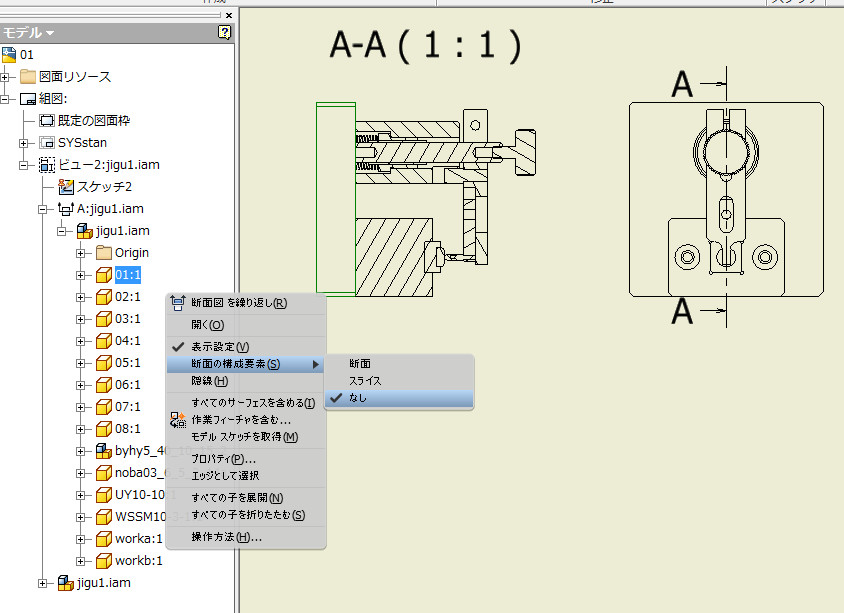 モデル
01
図面リソース
組図:
既定の図面枠
SYSstan
ビュー2:jigu1.iam
スケッチ2
A:jigu1.iam
jigu1.iam
Origin
01:1
02:1
03:1
04:1
05:1
06:1
07:1
08:1
byhy5_40_10
noba03_6_5
UY10-10:1
WSSM10-3-1
worka:1
workb:1
jigu1.iam
断面図 を繰り返し(R)
開く(O)
表示設定(V)
断面の構成要素(S)
隠線(H)
すべてのサーフェスを含める(I)
作業フィーチャを含む...
モデル スケッチを取得(M)
プロパティ(P)...
エッジとして選択
すべての子を展開(N)
すべての子を折りたたむ(S)
操作方法(H)...
断面
スライス
なし
A-A ( 1 : 1 )
A
A